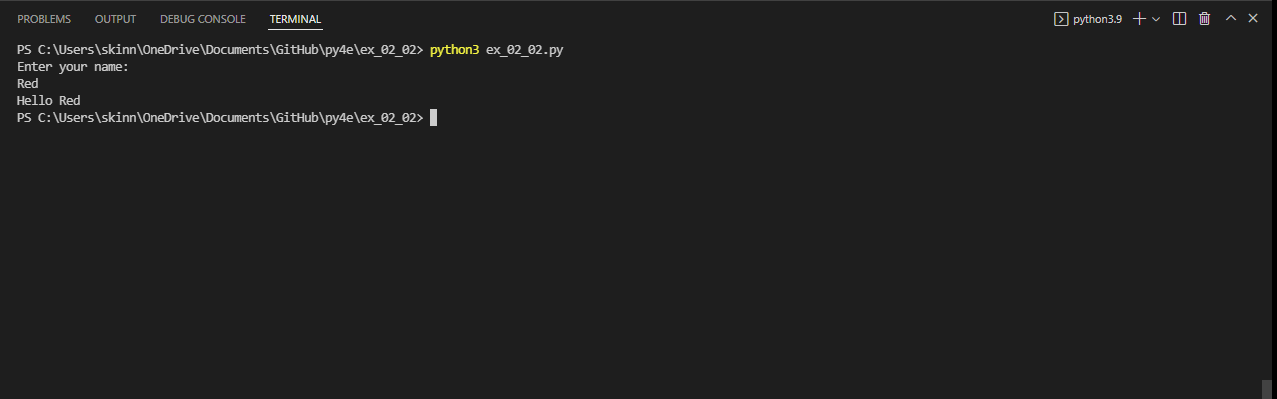 PROBLEMS OUTPUT DEBUG CONSOLE TERMINAL python3.9
PS C:\Users\skinn\OneDrive\Documents\GitHub\py4e\ex_02_02> python3 ex_02_02.py
Enter your name:
Red
Hello Red
PS C:\Users\skinn\OneDrive\Documents\GitHub\py4e\ex_02_02>